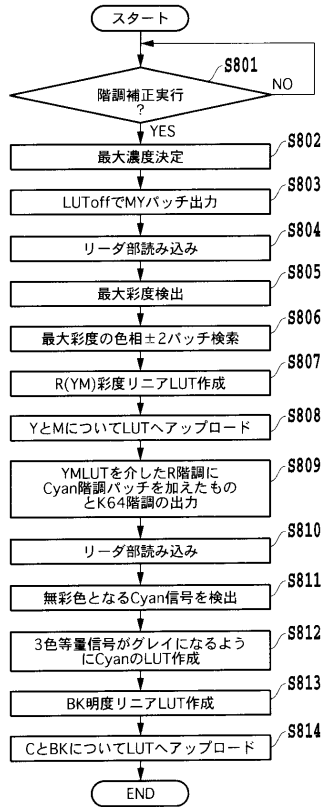 スタート
S801
階調補正実行
?
NO
YES
S802
最大濃度決定
S803
LUToffでMYパッチ出力
S804
リーダ部読み込み
S805
最大彩度検出
S806
最大彩度の色相±2パッチ検索
S807
R(YM)彩度リニアLUT作成
S808
YとMについてLUTへアップロード
S809
YMLUTを介したR階調に
Cyan階調パッチを加えたもの
とK64階調の出力
S810
リーダ部読み込み
S811
無彩色となるCyan信号を検出
S812
3色等量信号がグレイになるよう
にCyanのLUT作成
S813
BK明度リニアLUT作成
S814
CとBKについてLUTへアップロード
END